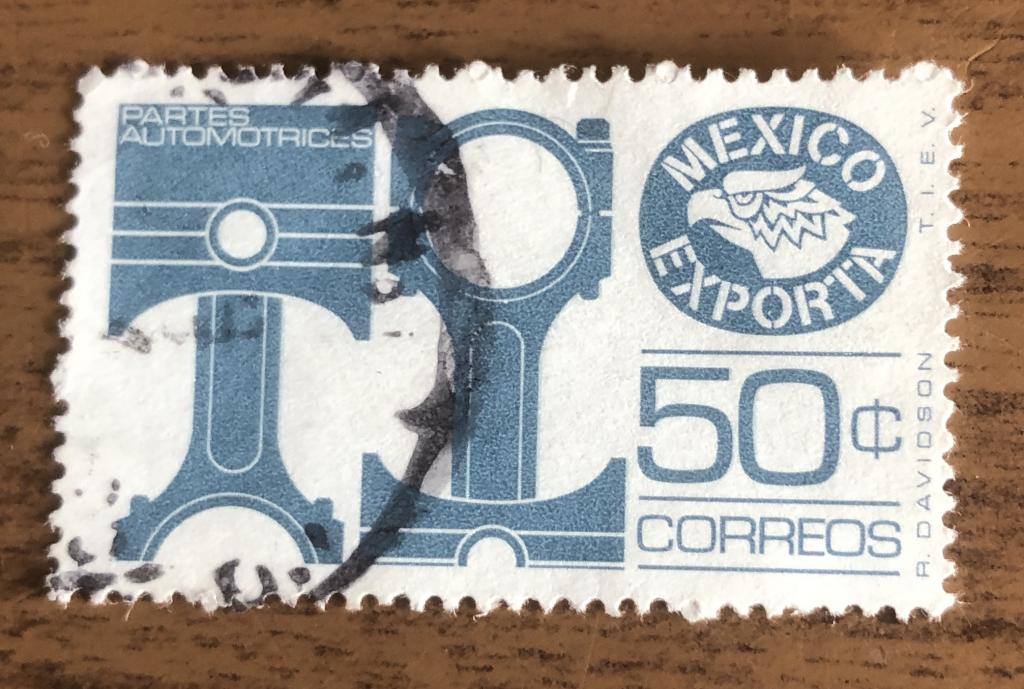 PARTES
AUTOMOTRICES
MEXICO
EXPORTA
50¢
CORREOS
R. DAVIDSON T. I. E. V.